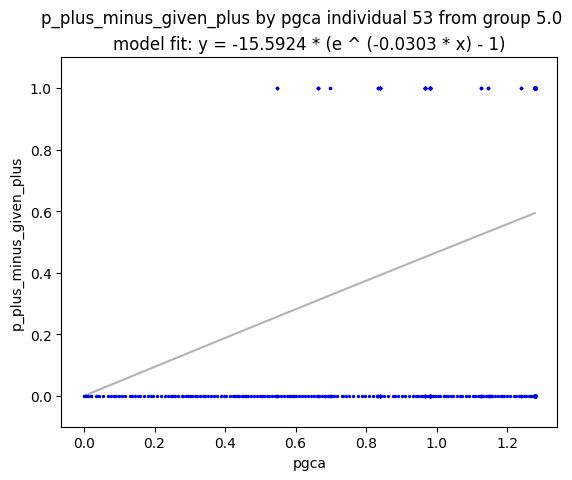 p_plus_minus_given_plus by pgca individual 53 from group 5.0
model fit: y = -15.5924 * (e ^ (-0.0303 * x) - 1)
1.0
0.8
0.6
0.4
0.2
0.0
p_plus_minus_given_plus
0.0 0.2 0.4 0.6 0.8 1.0 1.2
pgca